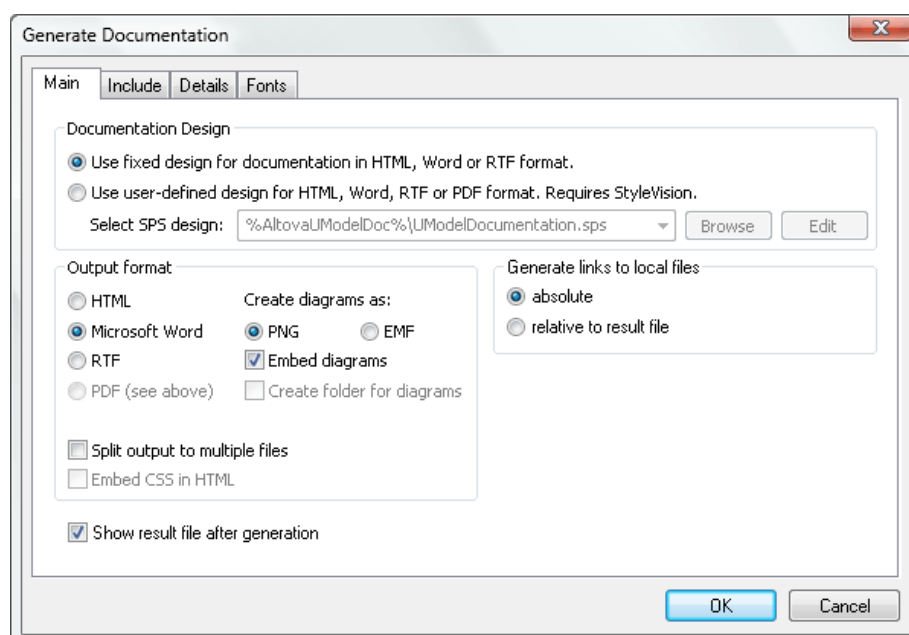 Generate Documentation
Main Include Details Fonts
Documentation Design
Use fixed design for documentation in HTML, Word or RTF format.
Use user-defined design for HTML, Word, RTF or PDF format. Requires StyleVision.
Select SPS design: %AltovaUModelDoc%\UModelDocumentation.sps Browse Edit
Output format
HTML Create diagrams as:
Microsoft Word PNG EMF
RTF Embed diagrams
PDF (see above) Create folder for diagrams
Split output to multiple files
Embed CSS in HTML
Generate links to local files
absolute
relative to result file
Show result file after generation
OK Cancel